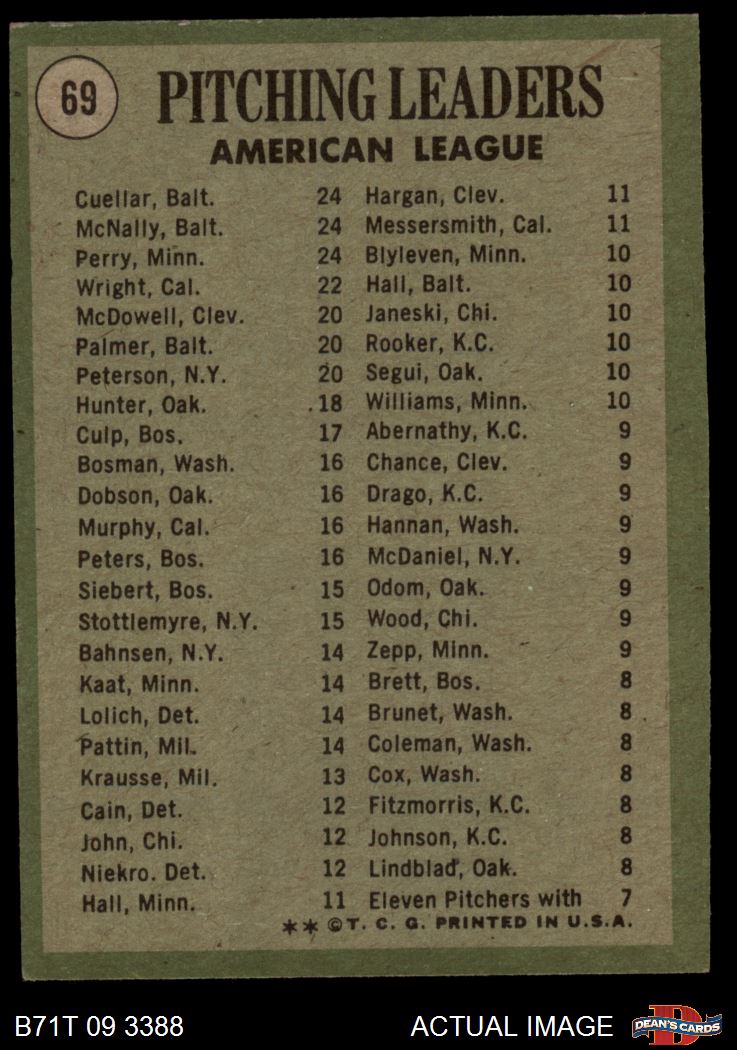 69
PITCHING LEADERS
AMERICAN LEAGUE
Cuellar, Balt. 24
McNally, Balt. 24
Perry, Minn. 24
Wright, Cal. 22
McDowell, Clev. 20
Palmer, Balt. 20
Peterson, N.Y. 20
Hunter, Oak. 18
Culp, Bos. 17
Bosman, Wash. 16
Dobson, Oak. 16
Murphy, Cal. 16
Peters, Bos. 16
Siebert, Bos. 15
Stottlemyre, N.Y. 15
Bahnsen, N.Y. 14
Kaat, Minn. 14
Lolich, Det. 14
Pattin, Mil. 14
Krausse, Mil. 13
Cain, Det. 12
John, Chi. 12
Niekro. Det. 12
Hall, Minn. 11
Hargan, Clev. 11
Messersmith, Cal. 11
Blyleven, Minn. 10
Hall, Balt. 10
Janeski, Chi. 10
Rooker, K.C. 10
Segui, Oak. 10
Williams, Minn. 10
Abernathy, K.C. 9
Chance, Clev. 9
Drago, K.C. 9
Hannan, Wash. 9
McDaniel, N.Y. 9
Odom, Oak. 9
Wood, Chi. 9
Zepp, Minn. 9
Brett, Bos. 8
Brunet, Wash. 8
Coleman, Wash. 8
Cox, Wash. 8
Fitzmorris, K.C. 8
Johnson, K.C. 8
Lindblad, Oak. 8
Eleven Pitchers with 7
** © T. C. G. PRINTED IN U.S.A.
B71T 09 3388
ACTUAL IMAGE
D
DEAN'S CARDS